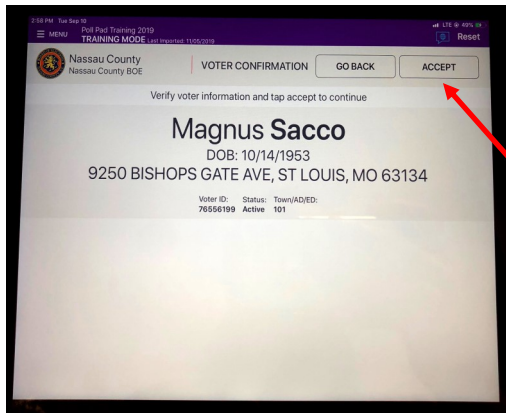 2:58 PM Tue Sep 10
LTE 49%
MENU
Poll Pad Training 2019
TRAINING MODE Last Imported: 11/05/2019
Reset
Nassau County
Nassau County BOE
VOTER CONFIRMATION
GO BACK
ACCEPT
Verify voter information and tap accept to continue
Magnus Sacco
DOB: 10/14/1953
9250 BISHOPS GATE AVE, ST LOUIS, MO 63134
Voter ID: Status: Town/AD/ED:
76556199 Active 101